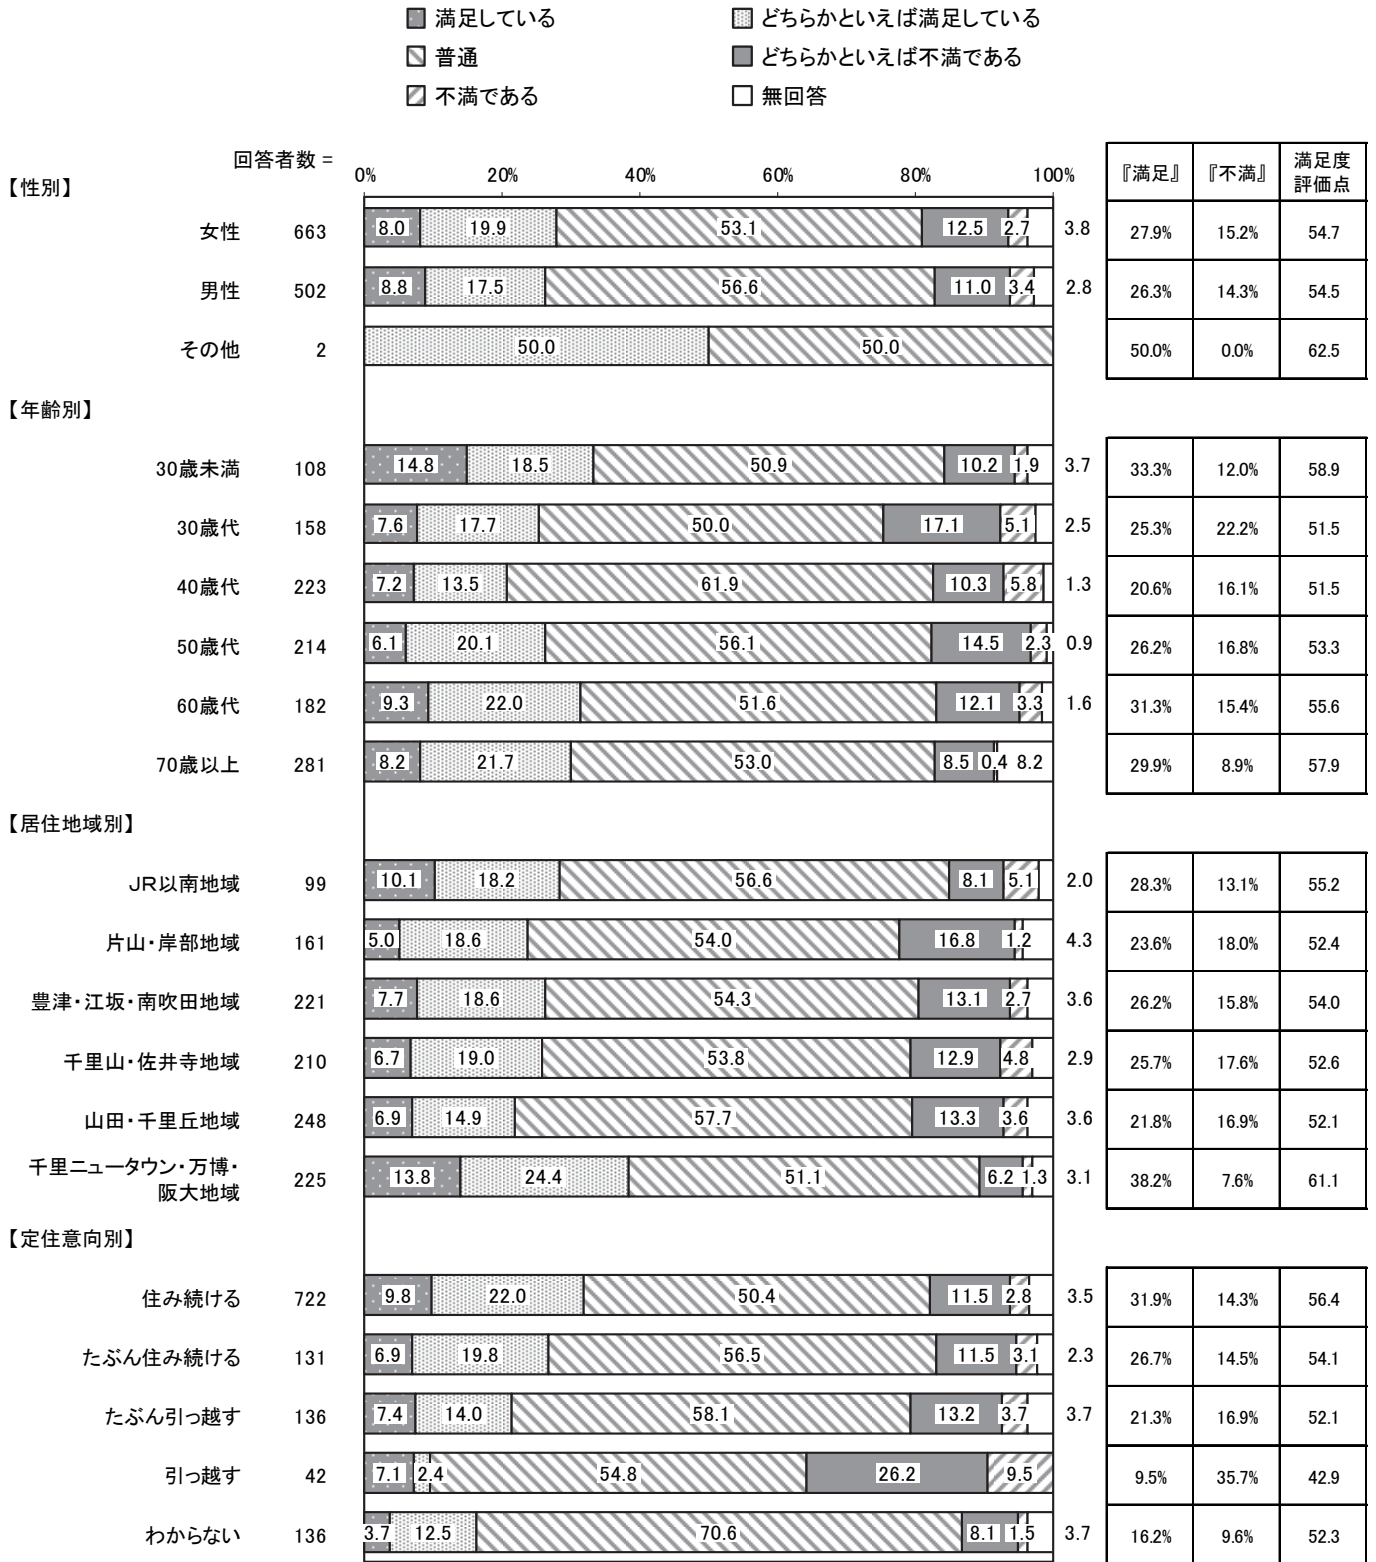 満足している どちらかといえば満足している
普通 どちらかといえば不満である
不満である 無回答
回答者数 = 0% 20% 40% 60% 80% 100% 『満足』 『不満』 満足度評価点
【性別】
女性 663 8.0 19.9 53.1 12.5 2.7 3.8 27.9% 15.2% 54.7
男性 502 8.8 17.5 56.6 11.0 3.4 2.8 26.3% 14.3% 54.5
その他 2 50.0 50.0 50.0% 0.0% 62.5
【年齢別】
30歳未満 108 14.8 18.5 50.9 10.2 1.9 3.7 33.3% 12.0% 58.9
30歳代 158 7.6 17.7 50.0 17.1 5.1 2.5 25.3% 22.2% 51.5
40歳代 223 7.2 13.5 61.9 10.3 5.8 1.3 20.6% 16.1% 51.5
50歳代 214 6.1 20.1 56.1 14.5 2.3 0.9 26.2% 16.8% 53.3
60歳代 182 9.3 22.0 51.6 12.1 3.3 1.6 31.3% 15.4% 55.6
70歳以上 281 8.2 21.7 53.0 8.5 0.4 8.2 29.9% 8.9% 57.9
【居住地域別】
JR以南地域 99 10.1 18.2 56.6 8.1 5.1 2.0 28.3% 13.1% 55.2
片山・岸部地域 161 5.0 18.6 54.0 16.8 1.2 4.3 23.6% 18.0% 52.4
豊津・江坂・南吹田地域 221 7.7 18.6 54.3 13.1 2.7 3.6 26.2% 15.8% 54.0
千里山・佐井寺地域 210 6.7 19.0 53.8 12.9 4.8 2.9 25.7% 17.6% 52.6
山田・千里丘地域 248 6.9 14.9 57.7 13.3 3.6 3.6 21.8% 16.9% 52.1
千里ニュータウン・万博・
阪大地域 225 13.8 24.4 51.1 6.2 1.3 3.1 38.2% 7.6% 61.1
【定住意向別】
住み続ける 722 9.8 22.0 50.4 11.5 2.8 3.5 31.9% 14.3% 56.4
たぶん住み続ける 131 6.9 19.8 56.5 11.5 3.1 2.3 26.7% 14.5% 54.1
たぶん引っ越す 136 7.4 14.0 58.1 13.2 3.7 3.7 21.3% 16.9% 52.1
引っ越す 42 7.1 2.4 54.8 26.2 9.5 9.5% 35.7% 42.9
わからない 136 3.7 12.5 70.6 8.1 1.5 3.7 16.2% 9.6% 52.3